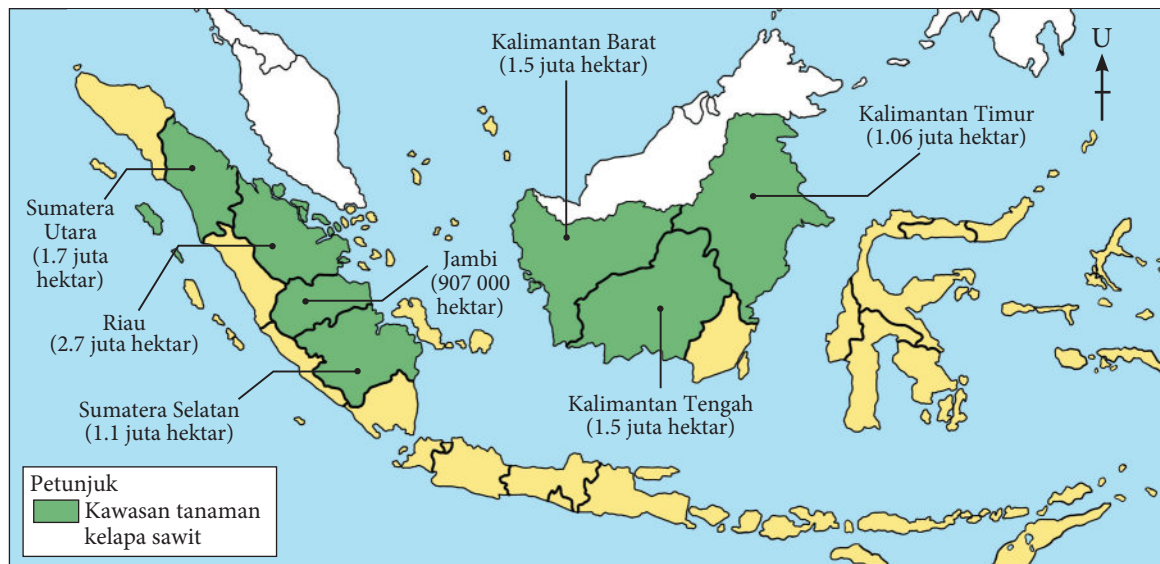 Kalimantan Barat
(1.5 juta hektar)
U
Kalimantan Timur
(1.06 juta hektar)
Sumatera
Utara
(1.7 juta
hektar)
Jambi
(907 000
hektar)
Riau
(2.7 juta hektar)
Sumatera Selatan
(1.1 juta hektar)
Kalimantan Tengah
(1.5 juta hektar)
Petunjuk
Kawasan tanaman
kelapa sawit